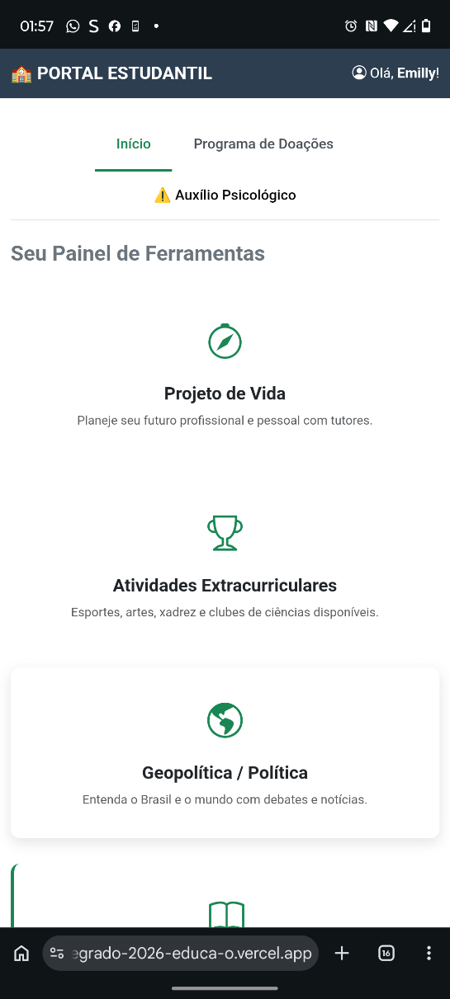 01:57
PORTAL ESTUDANTIL
Olá, Emilly!
Início
Programa de Doações
Auxílio Psicológico
Seu Painel de Ferramentas
Projeto de Vida
Planeje seu futuro profissional e pessoal com tutores.
Atividades Extracurriculares
Esportes, artes, xadrez e clubes de ciências disponíveis.
Geopolítica / Política
Entenda o Brasil e o mundo com debates e notícias.
egrado-2026-educa-o.vercel.app
16